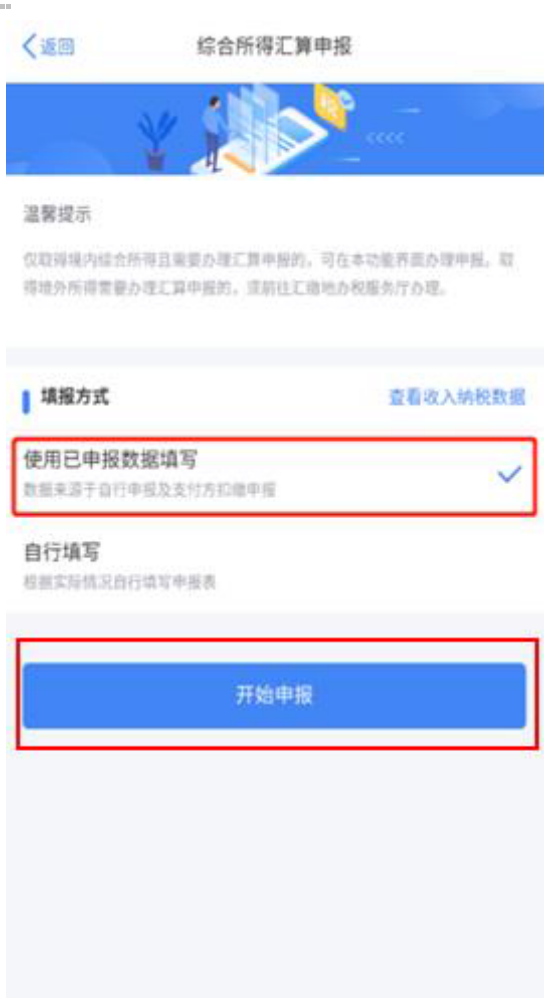 返回
综合所得汇算申报
温馨提示
仅取得境内综合所得且需要办理汇算申报的，可在本功能界面办理申报。取
得境外所得需要办理汇算申报的，须前往汇缴地办税服务厅办理。
填报方式
查看收入纳税数据
使用已申报数据填写
数据来源于自行申报及支付方扣缴申报
自行填写
根据实际情况自行填写申报表
开始申报